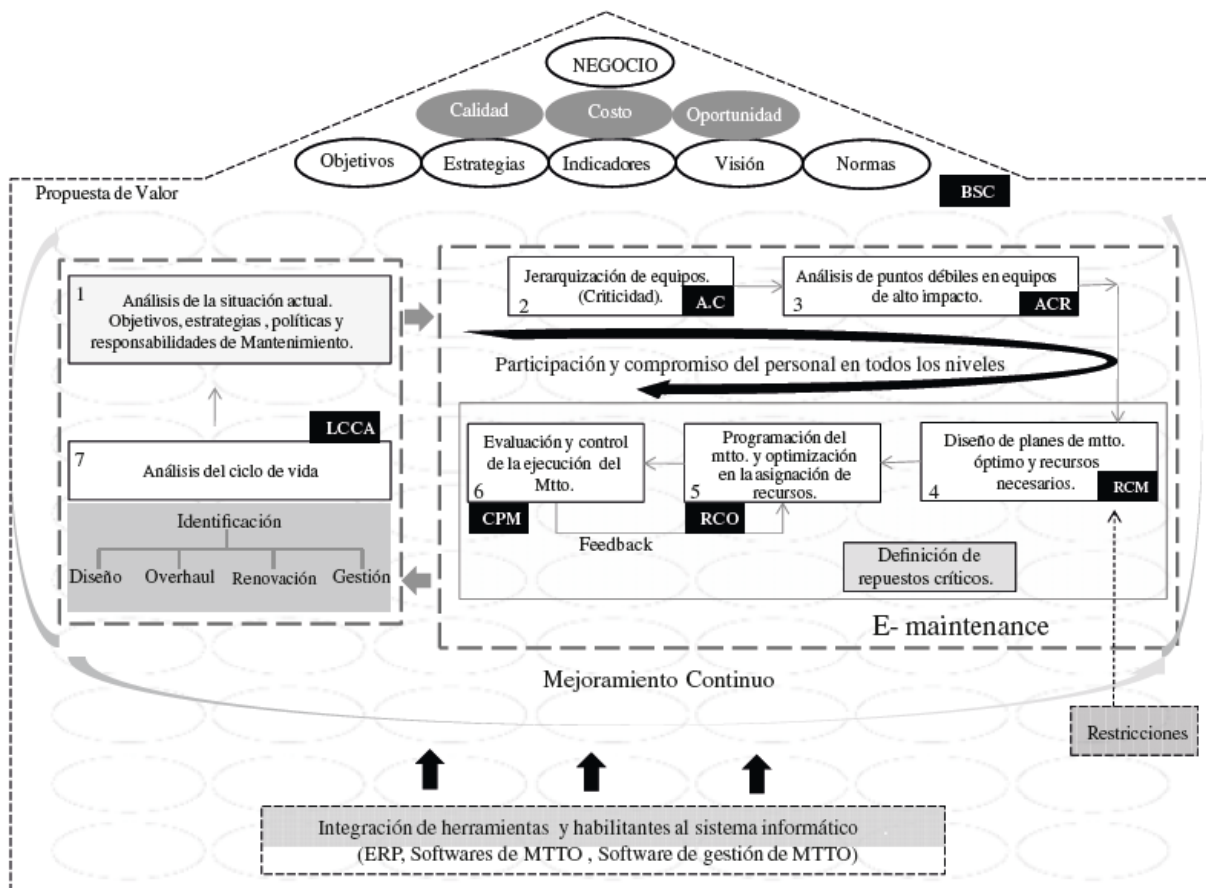 NEGOCIO
Calidad
Costo
Oportunidad
Objetivos
Estrategias
Indicadores
Visión
Normas
Propuesta de Valor
BSC
1
Análisis de la situación actual.
Objetivos, estrategias , políticas y
responsabilidades de Mantenimiento.
Jerarquización de equipos.
(Criticidad).
2
A.C
Análisis de puntos débiles en equipos
de alto impacto.
3
ACR
Participación y compromiso del personal en todos los niveles
LCCA
7
Análisis del ciclo de vida
Identificación
Diseño
Overhaul
Renovación
Gestión
Evaluación y control
de la ejecución del
Mtto.
6
CPM
Programación del
mtto. y optimización
en la asignación de
recursos.
5
RCO
Diseño de planes de mtto.
óptimo y recursos
necesarios.
4
RCM
Feedback
Definición de
repuestos críticos.
E- maintenance
Mejoramiento Continuo
Restricciones
Integración de herramientas y habilitantes al sistema informático
(ERP, Softwares de MTTO , Software de gestión de MTTO)